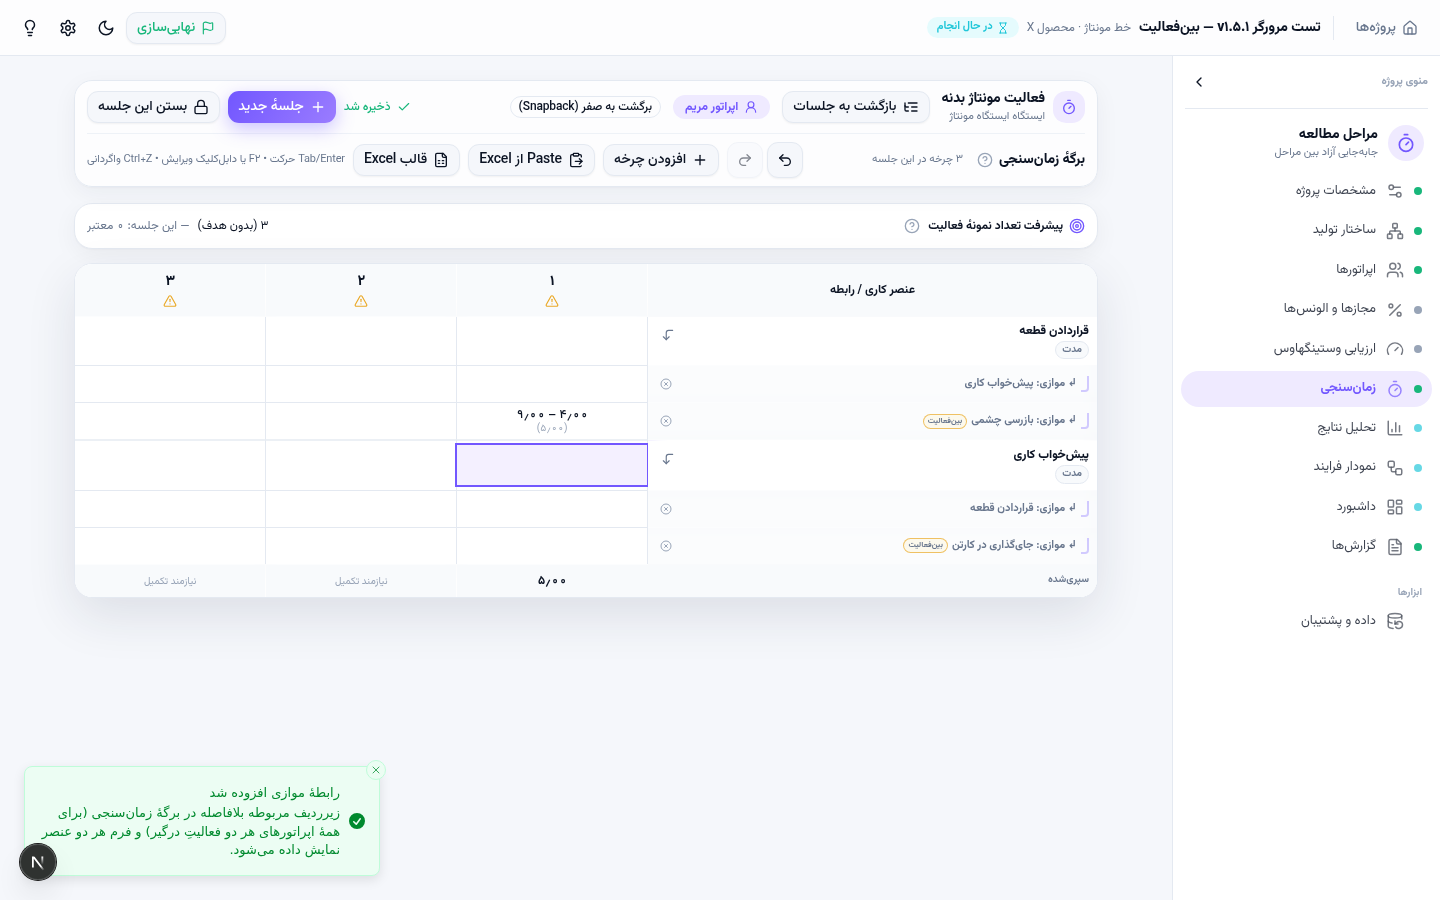 پروژه‌ها
تست مرورگر v۱.۵.۱ — بین‌فعالیت
خط مونتاژ · محصول X
در حال انجام
نهایی‌سازی
منوی پروژه
مراحل مطالعه
جابه‌جایی آزاد بین مراحل
مشخصات پروژه
ساختار تولید
اپراتورها
مجازها و الونس‌ها
ارزیابی وستینگهاوس
زمان‌سنجی
تحلیل نتایج
نمودار فرایند
داشبورد
گزارش‌ها
ابزارها
داده و پشتیبان
فعالیت مونتاژ بدنه
ایستگاه ایستگاه مونتاژ
بازگشت به جلسات
اپراتور مریم
برگشت به صفر (Snapback)
ذخیره شد
جلسهٔ جدید
بستن این جلسه
برگهٔ زمان‌سنجی
۳ چرخه در این جلسه
افزودن چرخه
Paste از Excel
قالب Excel
Tab/Enter حرکت • F۲ یا دابل‌کلیک ویرایش • Ctrl+Z واگردانی
پیشرفت تعداد نمونهٔ فعالیت
۳ (بدون هدف)
— این جلسه: ۰ معتبر
عنصر کاری / رابطه
۱
۲
۳
قراردادن قطعه
مدت
↲ موازی: پیش‌خواب کاری
↲ موازی: بازرسی چشمی
بین‌فعالیت
۴٫۰۰ – ۹٫۰۰
(۵٫۰۰)
پیش‌خواب کاری
مدت
↲ موازی: قراردادن قطعه
↲ موازی: جای‌گذاری در کارتن
بین‌فعالیت
سپری‌شده
۵٫۰۰
نیازمند تکمیل
نیازمند تکمیل
رابطهٔ موازی افزوده شد
زیرردیف مربوطه بلافاصله در برگهٔ زمان‌سنجی (برای
همهٔ اپراتورهای هر دو فعالیتِ درگیر) و فرم هر دو عنصر
نمایش داده می‌شود.
N